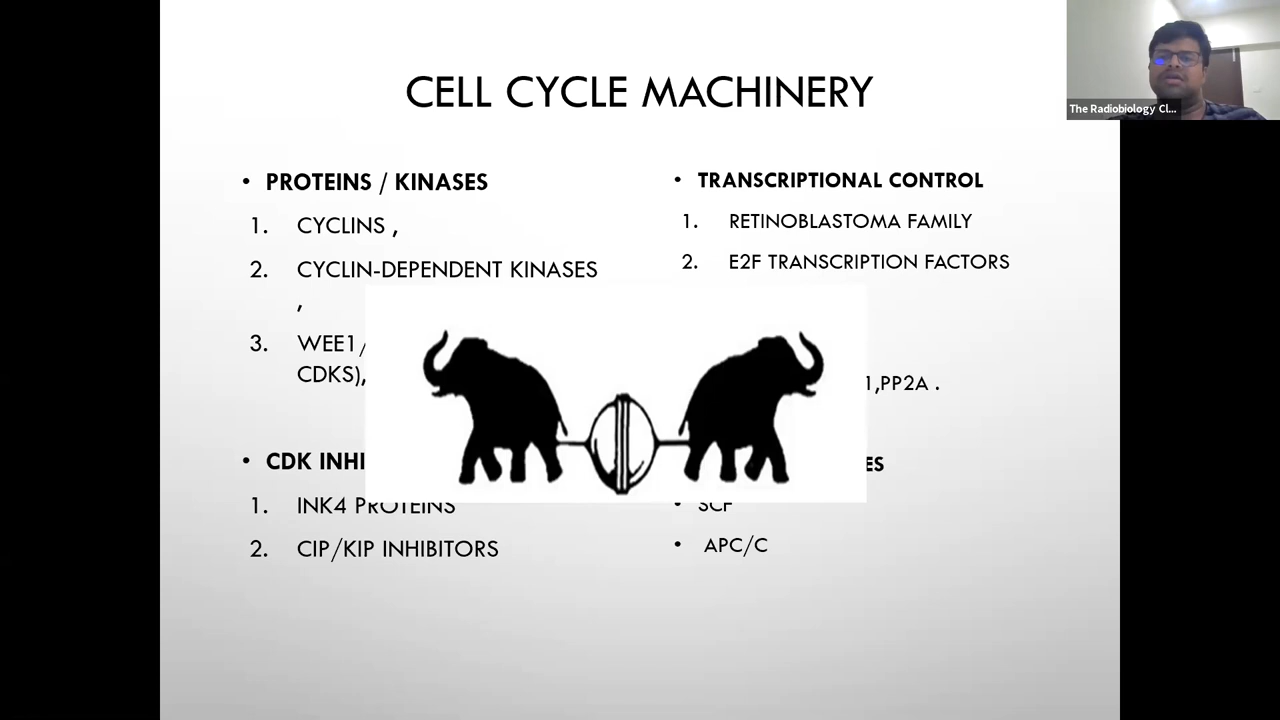 CELL CYCLE MACHINERY
• PROTEINS / KINASES
1. CYCLINS ,
2. CYCLIN-DEPENDENT KINASES
,
3. WEE1/
CDKS),
• CDK INHI
1. INK4 PROTEINS
2. CIP/KIP INHIBITORS
• TRANSCRIPTIONAL CONTROL
1. RETINOBLASTOMA FAMILY
2. E2F TRANSCRIPTION FACTORS
1,PP2A .
ES
• SCF
• APC/C
The Radiobiology Cl...